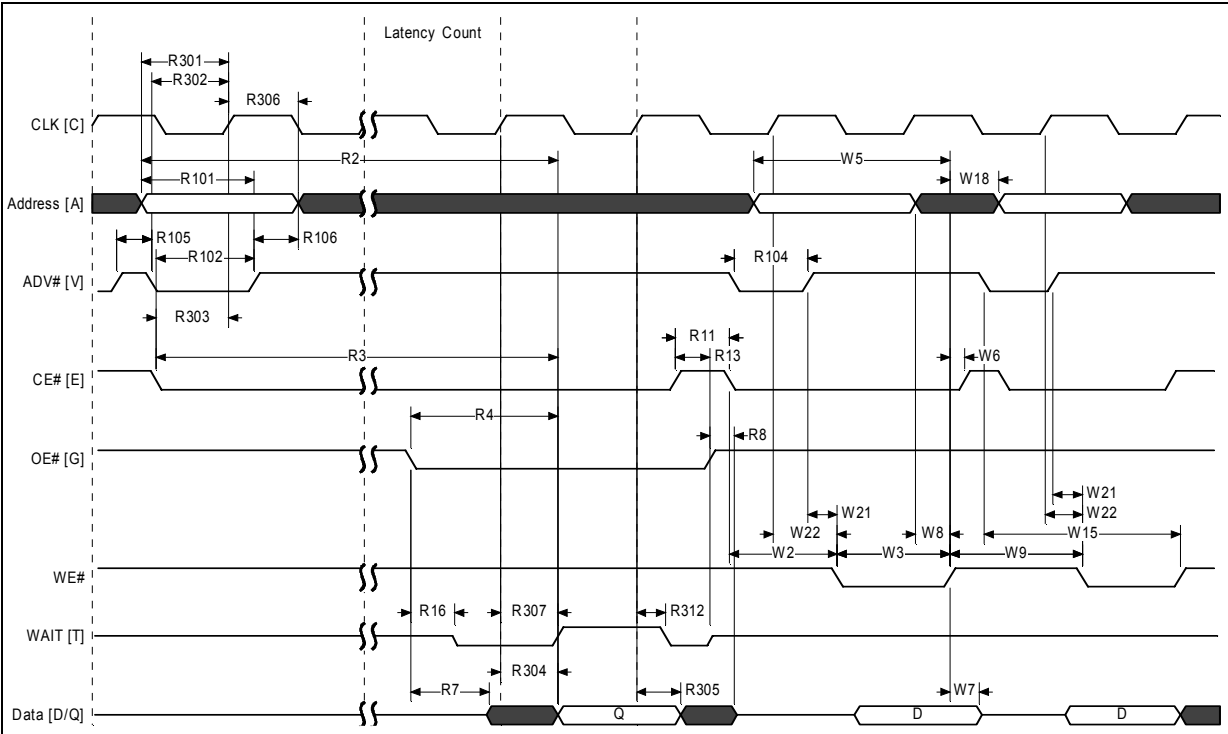 Latency Count
R301
R302
R306
CLK [C]
R2
W5
R101
W18
Address [A]
R105
R102
R106
R104
ADV# [V]
R303
R11
R3
R13
W6
CE# [E]
R4
R8
OE# [G]
W21
W21
W22
W22
W8
W15
W2
W3
W9
WE#
R16
R307
R312
WAIT [T]
R304
R7
R305
W7
Data [D/Q]
Q
D
D